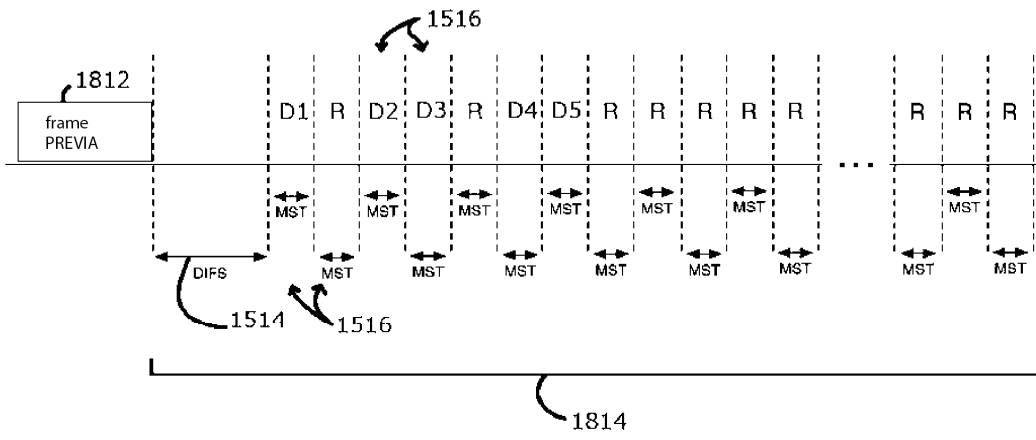 1516
1812
frame
PREVIA
D1 R D2 D3 R D4 D5 R R R R R ... R R R
MST MST MST MST MST MST MST
DIFS MST MST MST MST MST MST MST MST
1514
1516
1814